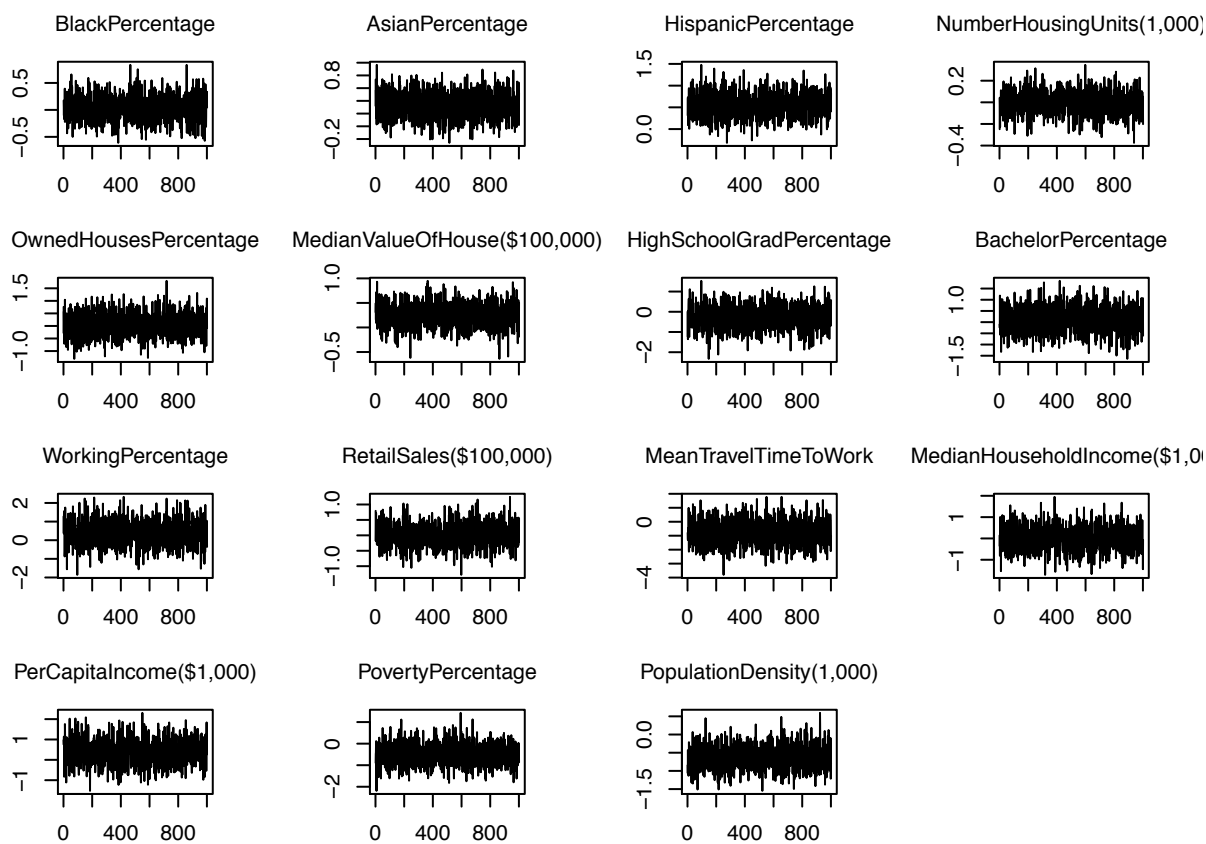 BlackPercentage
AsianPercentage
HispanicPercentage
NumberHousingUnits(1,000)
0.5
−0.5
0 400 800
0.8
−0.2
0 400 800
1.5
0.0
0 400 800
0.2
−0.4
0 400 800
OwnedHousesPercentage
MedianValueOfHouse($100,000)
HighSchoolGradPercentage
BachelorPercentage
1.5
−1.0
0 400 800
1.0
−0.5
0 400 800
0
−2
0 400 800
1.0
−1.5
0 400 800
WorkingPercentage
RetailSales($100,000)
MeanTravelTimeToWork
MedianHouseholdIncome($1,0
2
0
−2
0 400 800
1.0
−1.0
0 400 800
0
−4
0 400 800
1
−1
0 400 800
PerCapitaIncome($1,000)
PovertyPercentage
PopulationDensity(1,000)
1
−1
0 400 800
0
−2
0 400 800
0.0
−1.5
0 400 800